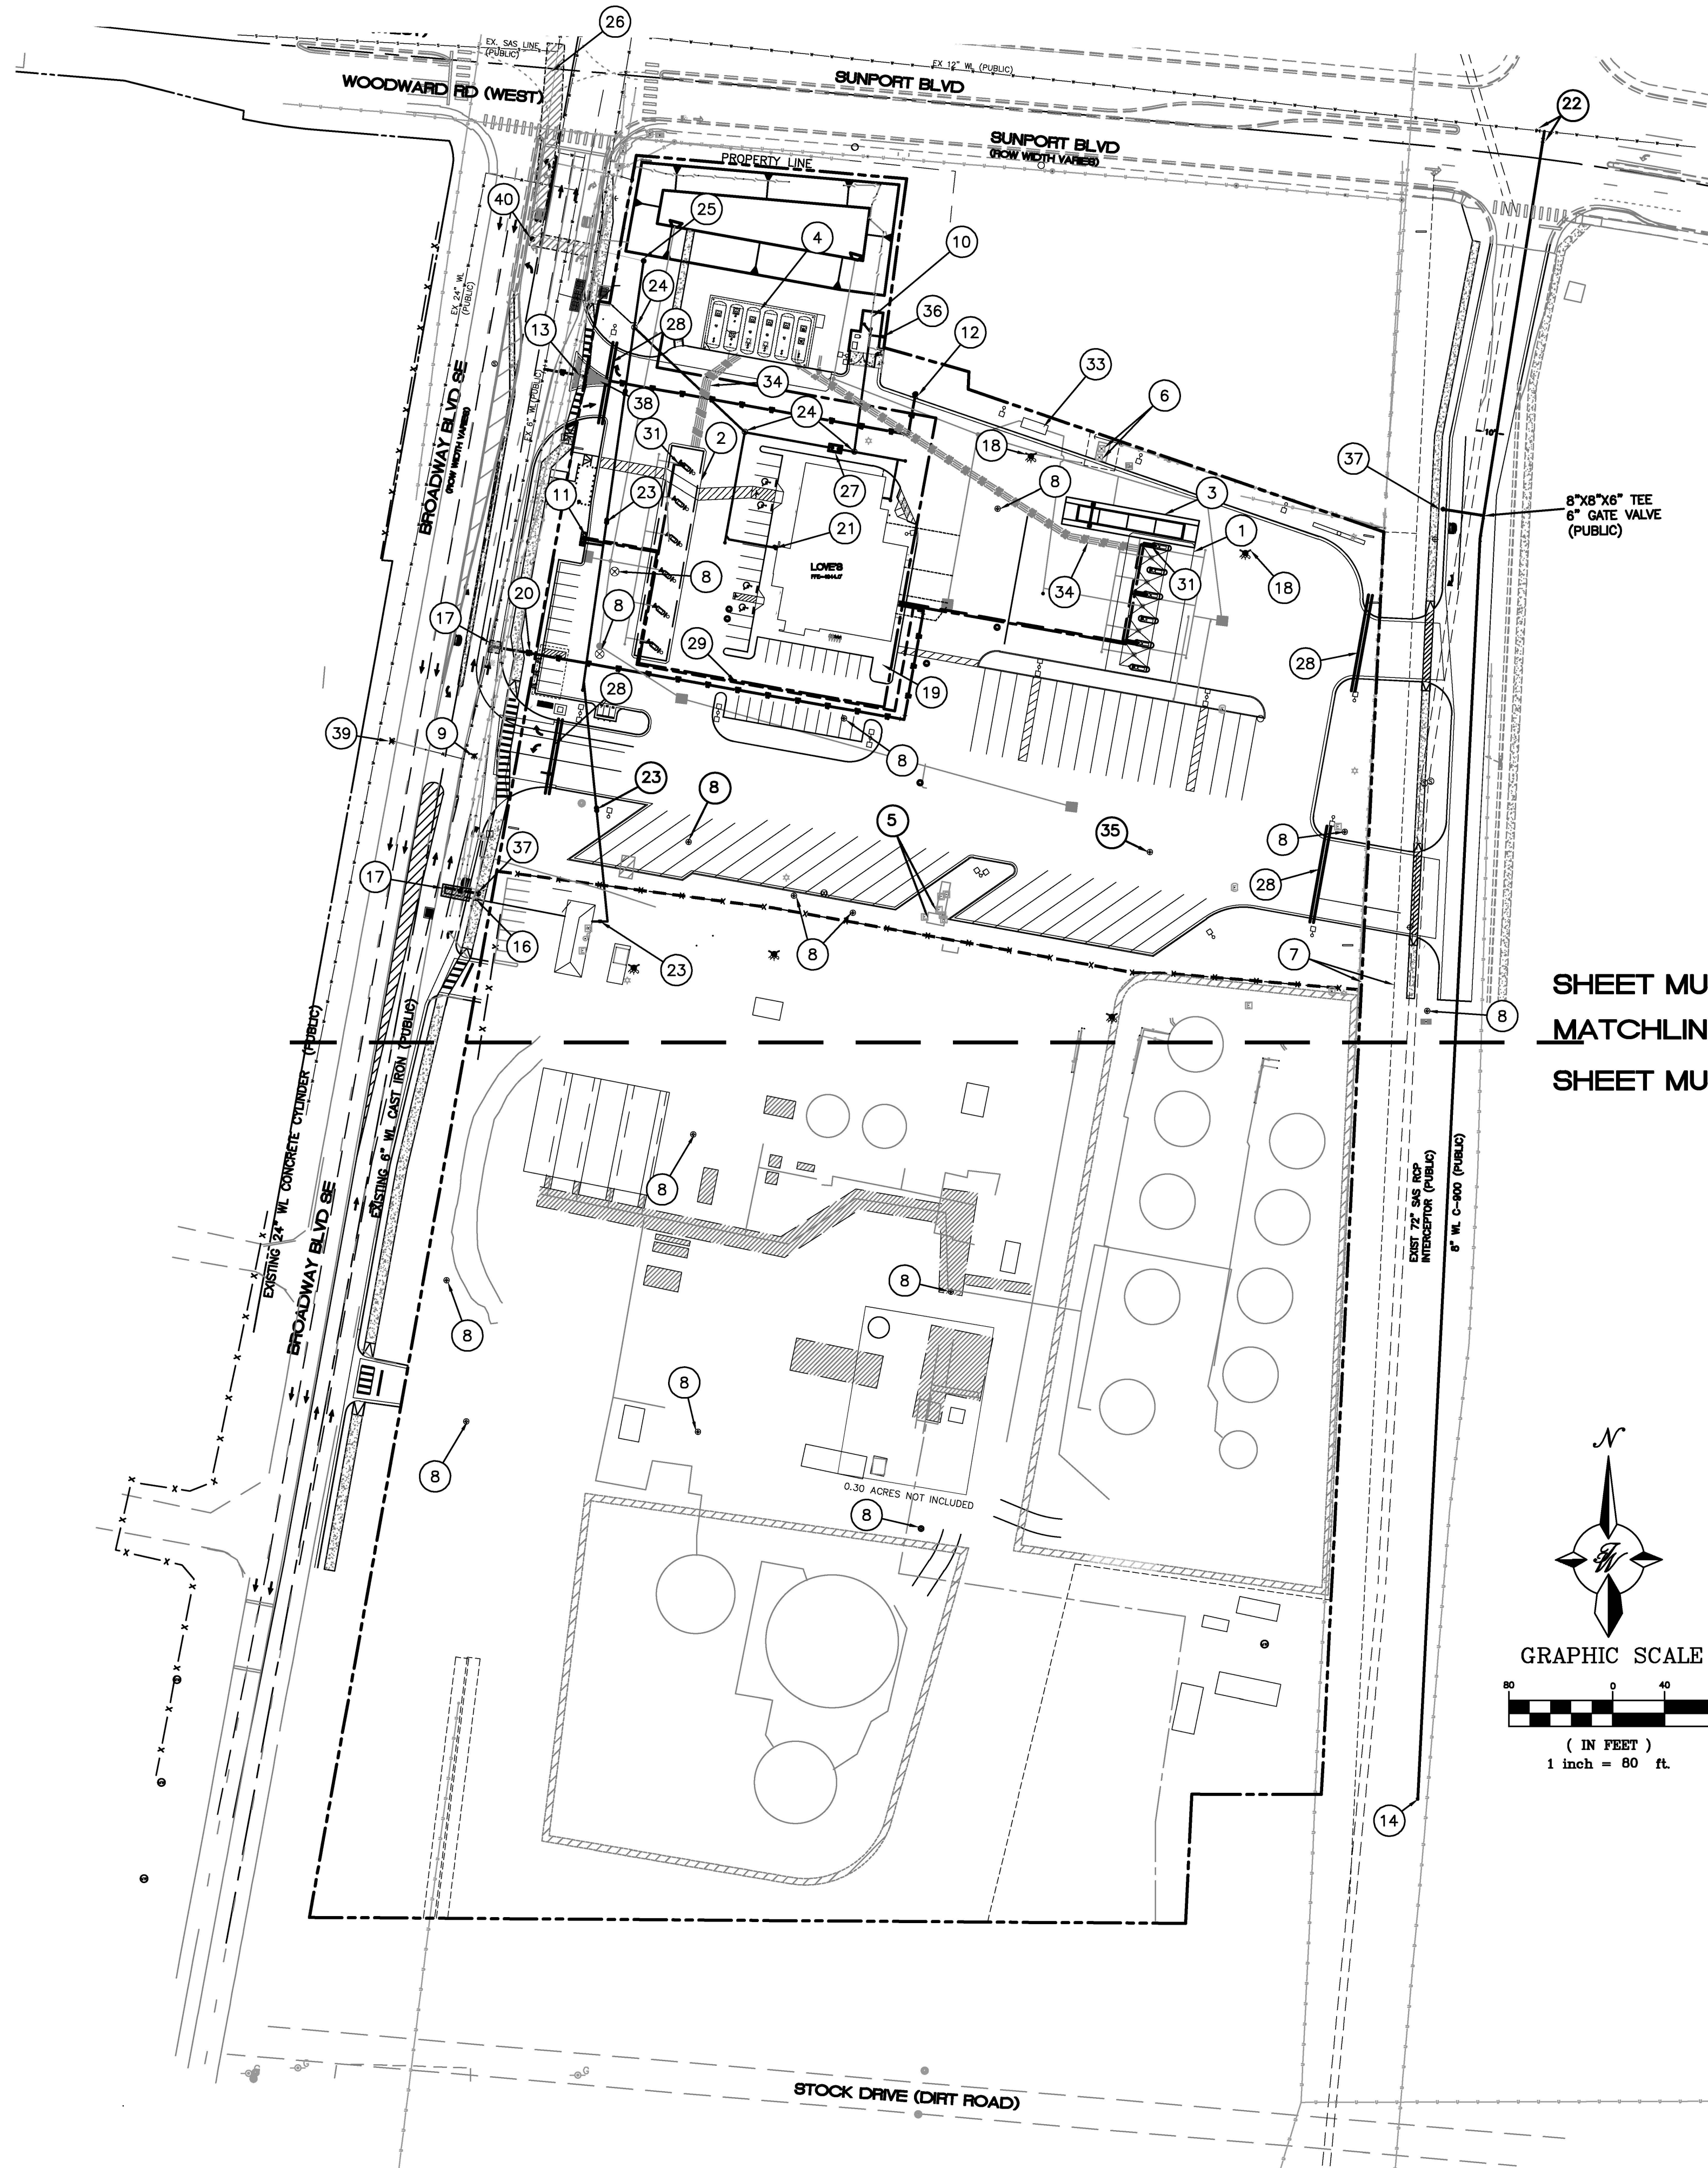 26
EX. SAS LINE
(PUBLIC)
WOODWARD RD (WEST)
SUNPORT BLVD
EX 12" WL (PUBLIC)
22
SUNPORT BLVD
(ROW WIDTH VARIES)
PROPERTY LINE
40
25
4
10
EX 24" WL
(PUBLIC)
24
28
36
12
13
33
34
38
24
6
EX 6" WL (PUBLIC)
BROADWAY BLVD SE
(ROW WIDTH VARIES)
31
2
18
10'
37
8
11
23
27
3
8"X8"X6" TEE
6" GATE VALVE
(PUBLIC)
21
1
LOVE'S
8
18
20
8
34
31
17
29
28
28
19
39
9
8
23
8
5
35
8
37
17
28
16
8
7
23
SHEET MU
8
MATCHLIN
SHEET MU
EXISTING 24" WL CONCRETE CYLINDER (PUBLIC)
EXISTING 6" WL CAST IRON (PUBLIC)
BROADWAY BLVD SE
8
EXIST 72" SAS RCP
INTERCEPTOR (PUBLIC)
8" WL C-900 (PUBLIC)
8
8
8
8
0.30 ACRES NOT INCLUDED
8
N
GRAPHIC SCALE
80
0
40
( IN FEET )
1 inch = 80 ft.
14
STOCK DRIVE (DIRT ROAD)